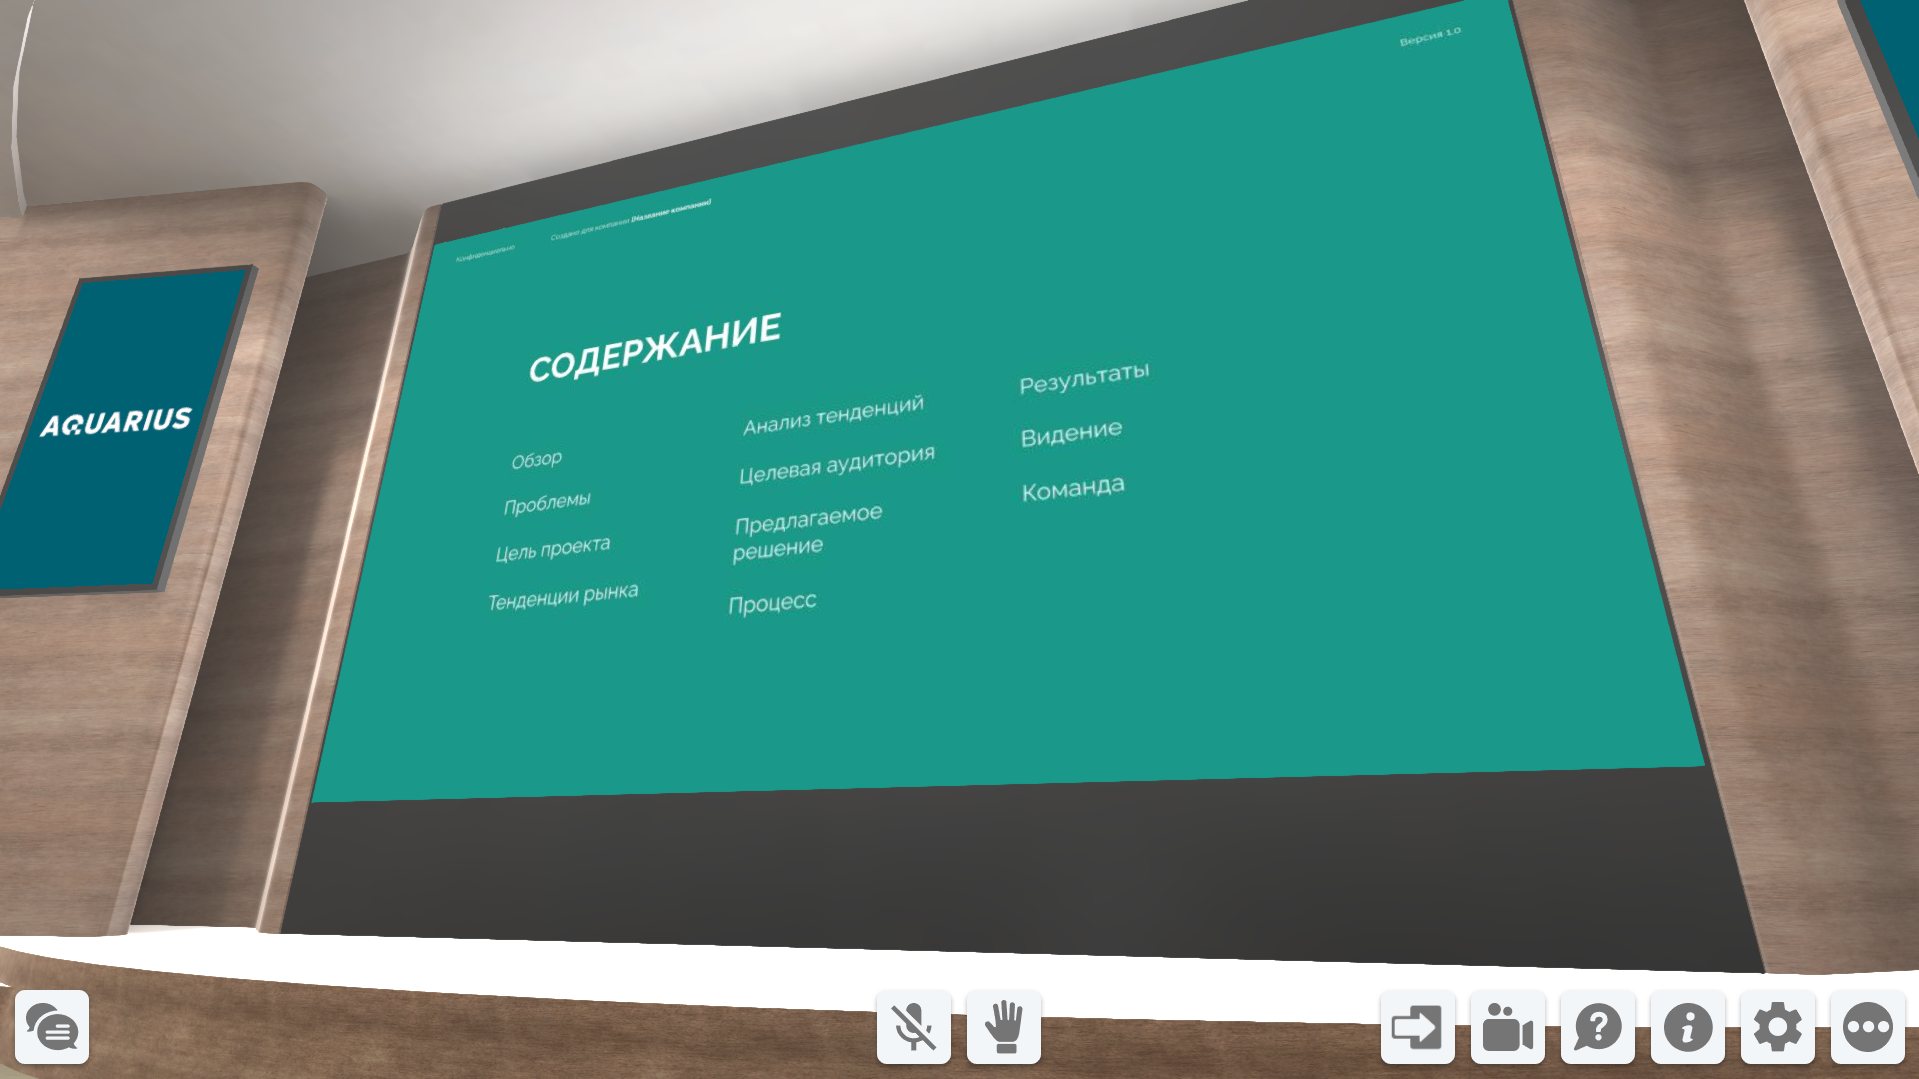 Конфиденциально
Создано для компании [Название компании]
Версия 1.0
AQUARIUS
СОДЕРЖАНИЕ
Обзор
Проблемы
Цель проекта
Тенденции рынка
Анализ тенденций
Целевая аудитория
Предлагаемое
решение
Процесс
Результаты
Видение
Команда